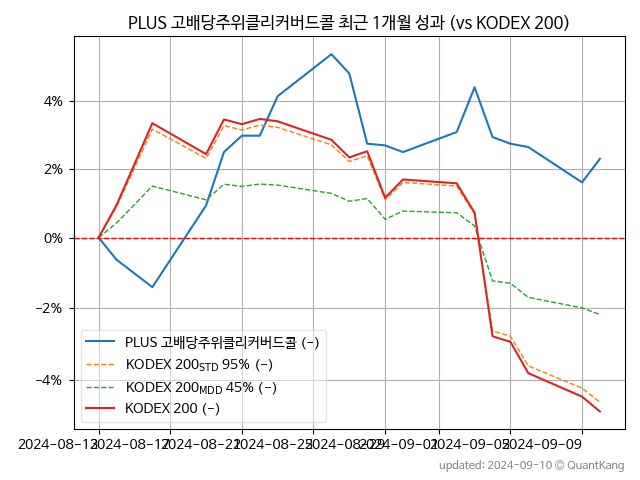 PLUS 고배당주위클리커버드콜 최근 1개월 성과 (vs KODEX 200)
4%
2%
0%
−2%
−4%
PLUS 고배당주위클리커버드콜 (-)
KODEX 200STD 95% (-)
KODEX 200MDD 45% (-)
KODEX 200 (-)
2024-08-13 2024-08-17 2024-08-21 2024-08-25 2024-08-29 2024-09-01 2024-09-05 2024-09-09
updated: 2024-09-10 © QuantKang